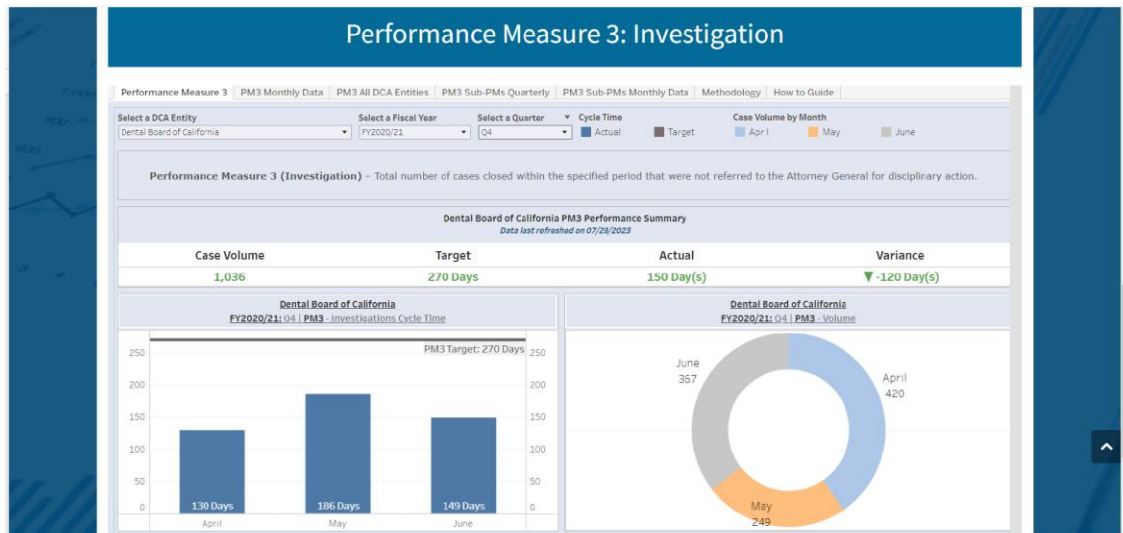 Performance Measure 3: Investigation
Performance Measure 3 | PM3 Monthly Data | PM3 All DCA Entities | PM3 Sub-PMs Quarterly | PM3 Sub-PMs Monthly Data | Methodology | How to Guide
Select a DCA Entity Select a Fiscal Year Select a Quarter Cycle Time Case Volume by Month
Dental Board of California FY2020/21 Q4 Actual Target April May June
Performance Measure 3 (Investigation) – Total number of cases closed within the specified period that were not referred to the Attorney General for disciplinary action.
Dental Board of California PM3 Performance Summary
Data last refreshed on 07/28/2023
Case Volume Target Actual Variance
1,036 270 Days 150 Day(s) ▼ -120 Day(s)
Dental Board of California
FY2020/21: Q4 | PM3 - Investigations Cycle Time
PM3 Target: 270 Days
250 250
200 200
150 150
100 100
50 50
0 0
130 Days 186 Days 149 Days
April May June
Dental Board of California
FY2020/21: Q4 | PM3 - Volume
June
367
April
420
May
249